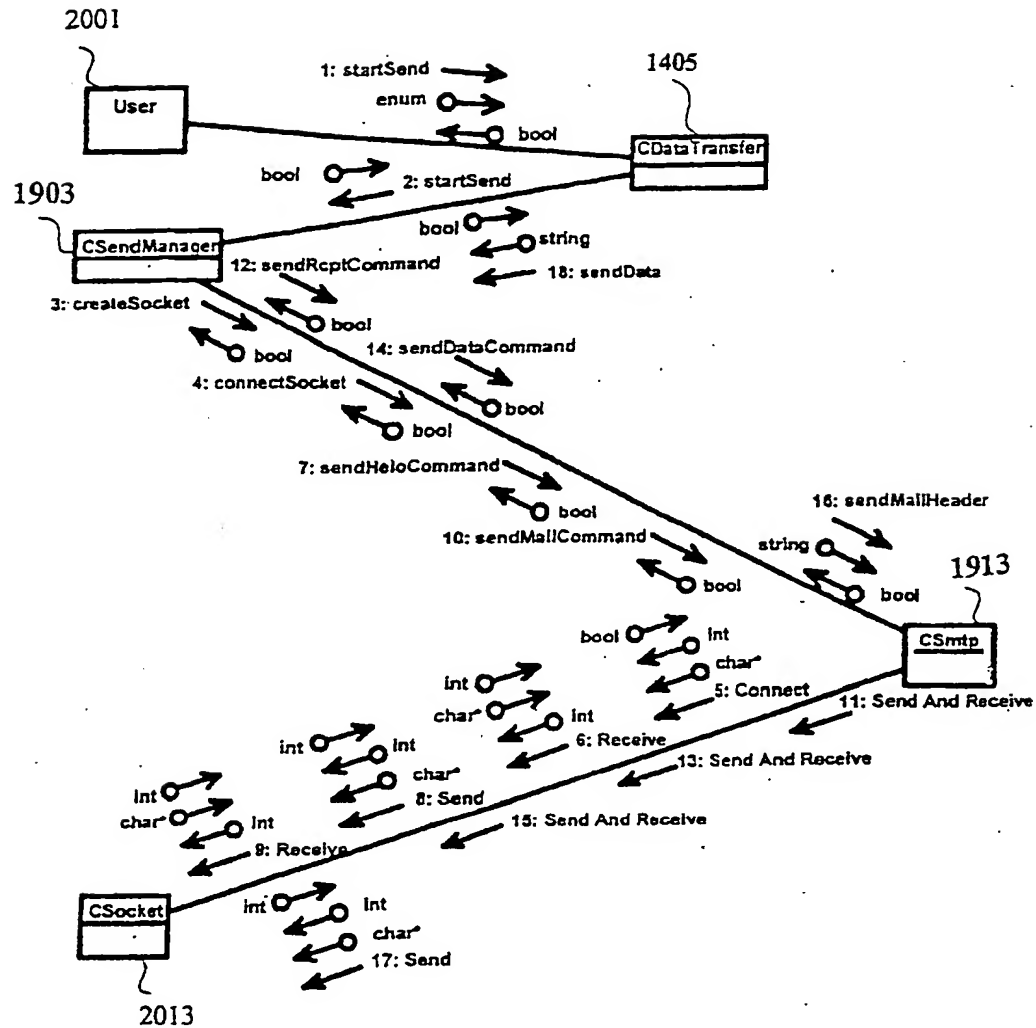 2001
1: startSend
1405
User
enum
bool
CDataTransfer
bool
2: startSend
1903
bool
string
CSendManager
12: sendRcptCommand
18: sendData
3: createSocket
bool
bool
14: sendDataCommand
4: connectSocket
bool
bool
7: sendHeloCommand
16: sendMailHeader
bool
10: sendMailCommand
string
1913
bool
bool
bool
int
CSmtp
char*
int
5: Connect
11: Send And Receive
char*
int
6: Receive
int
int
13: Send And Receive
char*
int
8: Send
char*
int
15: Send And Receive
9: Receive
CSocket
int
int
char*
17: Send
2013